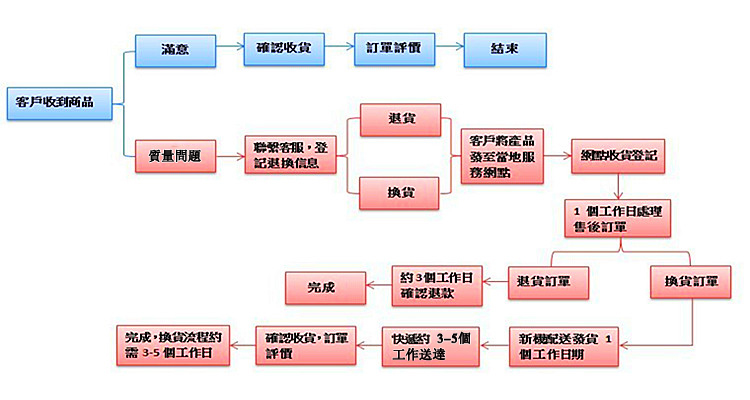 客戶收到商品
滿意
確認收貨
訂單評價
結束
質量問題
聯繫客服，登
記退換信息
退貨
換貨
客戶將產品
發至當地服
務網點
網點收貨登記
1 個工作日處理
售後訂單
退貨訂單
換貨訂單
約3個工作日
確認退款
完成
新機配送發貨 1
個工作日期
快遞約 3-5個
工作送達
確認收貨，訂單
評價
完成，換貨流程約
需 3-5 個工作日